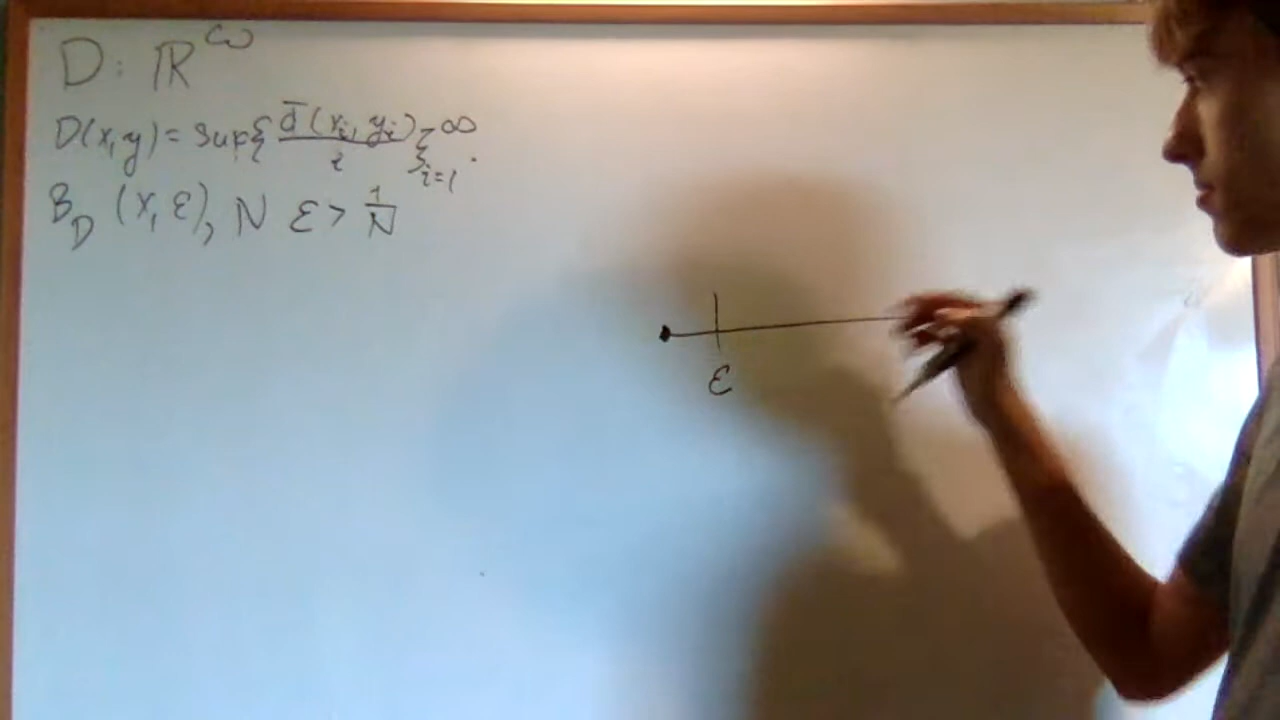 D: ℝ^ω
D(x,y) = sup{ d̄(xᵢ, yᵢ)/i }_{i=1}^∞.
B_D (x, ε), N ε > 1/N
ε